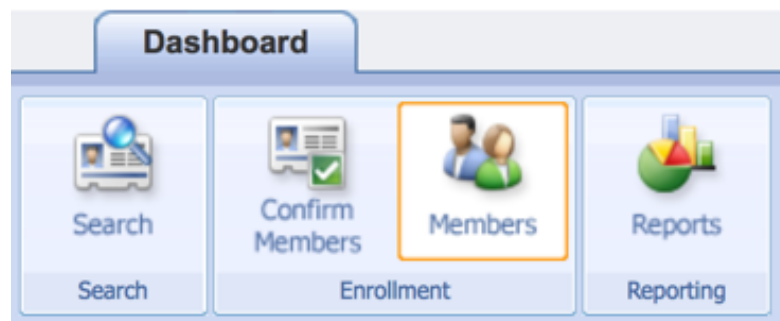 Dashboard
Search
Confirm
Members
Members
Reports
Search
Enrollment
Reporting